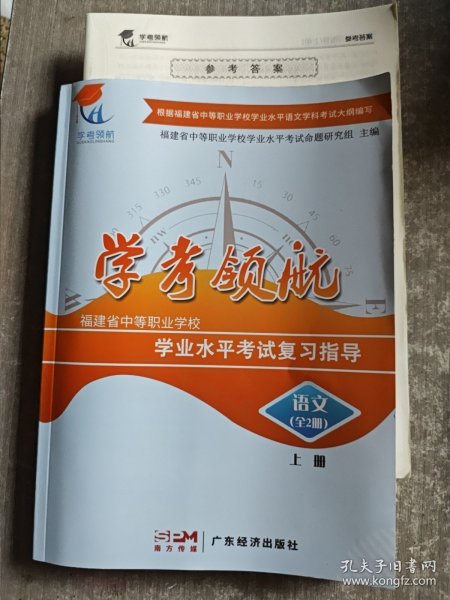 学考领航
参考答案
参考答案
学考领航
XUEKAOLINGHANG
根据福建省中等职业学校学业水平语文学科考试大纲编写
福建省中等职业学校学业水平考试命题研究组 主编
N
学考领航
福建省中等职业学校
学业水平考试复习指导
语文
(全2册)
上 册
SPM
南方传媒
广东经济出版社
孔夫子旧书网
www.kongfz.com